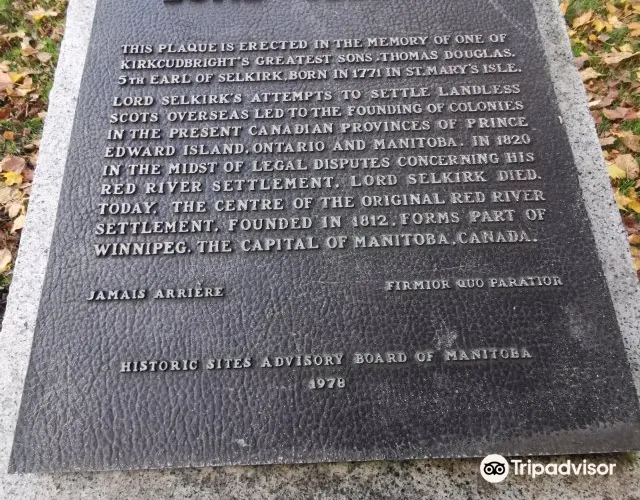 THIS PLAQUE IS ERECTED IN THE MEMORY OF ONE OF
KIRKCUDBRIGHT'S GREATEST SONS, THOMAS DOUGLAS,
5TH EARL OF SELKIRK, BORN IN 1771 IN ST. MARY'S ISLE.
LORD SELKIRK'S ATTEMPTS TO SETTLE LANDLESS
SCOTS OVERSEAS LED TO THE FOUNDING OF COLONIES
IN THE PRESENT CANADIAN PROVINCES OF PRINCE
EDWARD ISLAND, ONTARIO AND MANITOBA. IN 1820
IN THE MIDST OF LEGAL DISPUTES CONCERNING HIS
RED RIVER SETTLEMENT, LORD SELKIRK DIED.
TODAY, THE CENTRE OF THE ORIGINAL RED RIVER
SETTLEMENT, FOUNDED IN 1812, FORMS PART OF
WINNIPEG, THE CAPITAL OF MANITOBA, CANADA.
JAMAIS ARRIÈRE FIRMIOR QUO PARATIOR
HISTORIC SITES ADVISORY BOARD OF MANITOBA
1978
Tripadvisor